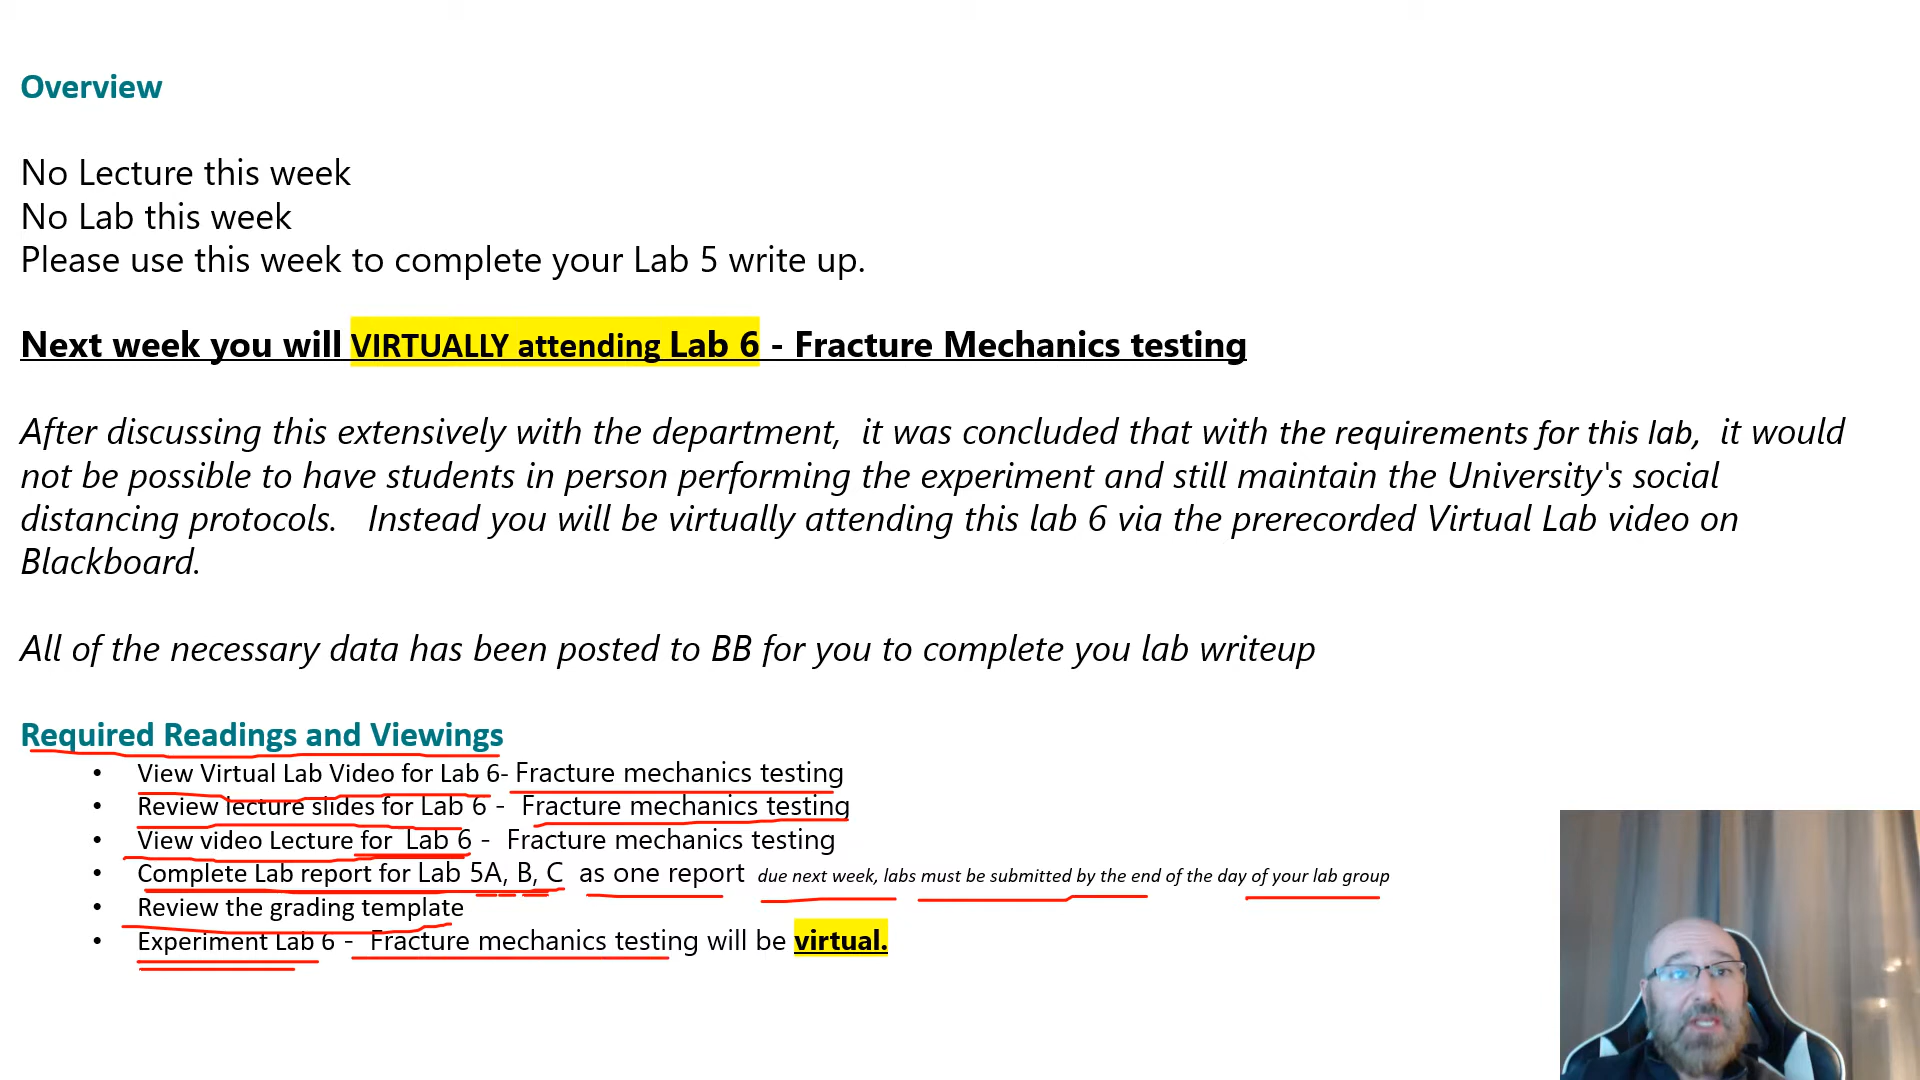 Overview
No Lecture this week
No Lab this week
Please use this week to complete your Lab 5 write up.
Next week you will VIRTUALLY attending Lab 6 - Fracture Mechanics testing
After discussing this extensively with the department, it was concluded that with the requirements for this lab, it would
not be possible to have students in person performing the experiment and still maintain the University's social
distancing protocols. Instead you will be virtually attending this lab 6 via the prerecorded Virtual Lab video on
Blackboard.
All of the necessary data has been posted to BB for you to complete you lab writeup
Required Readings and Viewings
• View Virtual Lab Video for Lab 6- Fracture mechanics testing
• Review lecture slides for Lab 6 - Fracture mechanics testing
• View video Lecture for Lab 6 - Fracture mechanics testing
• Complete Lab report for Lab 5A, B, C as one report due next week, labs must be submitted by the end of the day of your lab group
• Review the grading template
• Experiment Lab 6 - Fracture mechanics testing will be virtual.